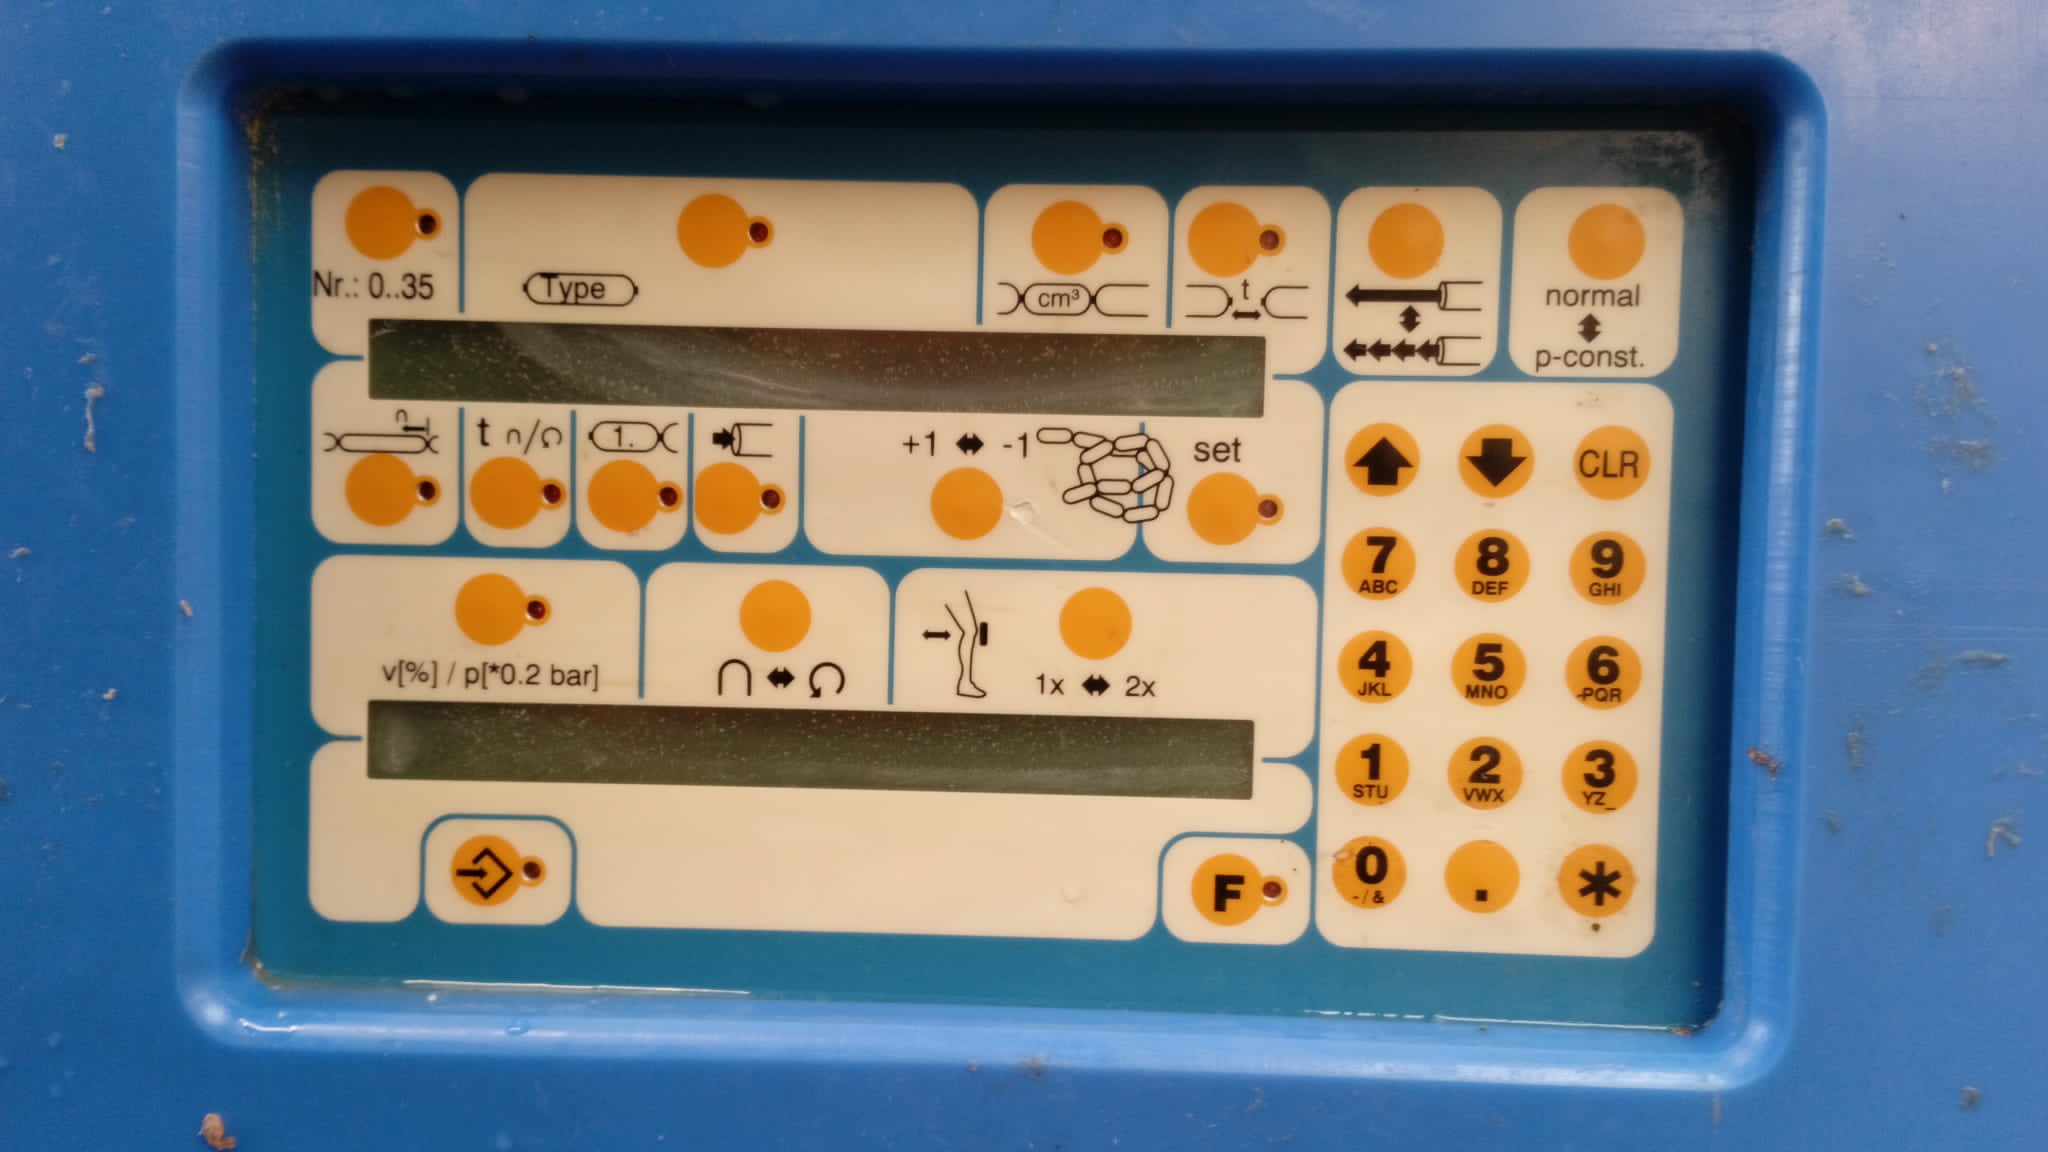 Nr.: 0..35
Type
cm³
t
normal
p-const.
t
1.
+1 -1
set
v[%] / p[*0.2 bar]
1x 2x
F
CLR
7 8 9
ABC DEF GHI
4 5 6
JKL MNO PQR
1 2 3
STU VWX YZ_
0 . *
-/&